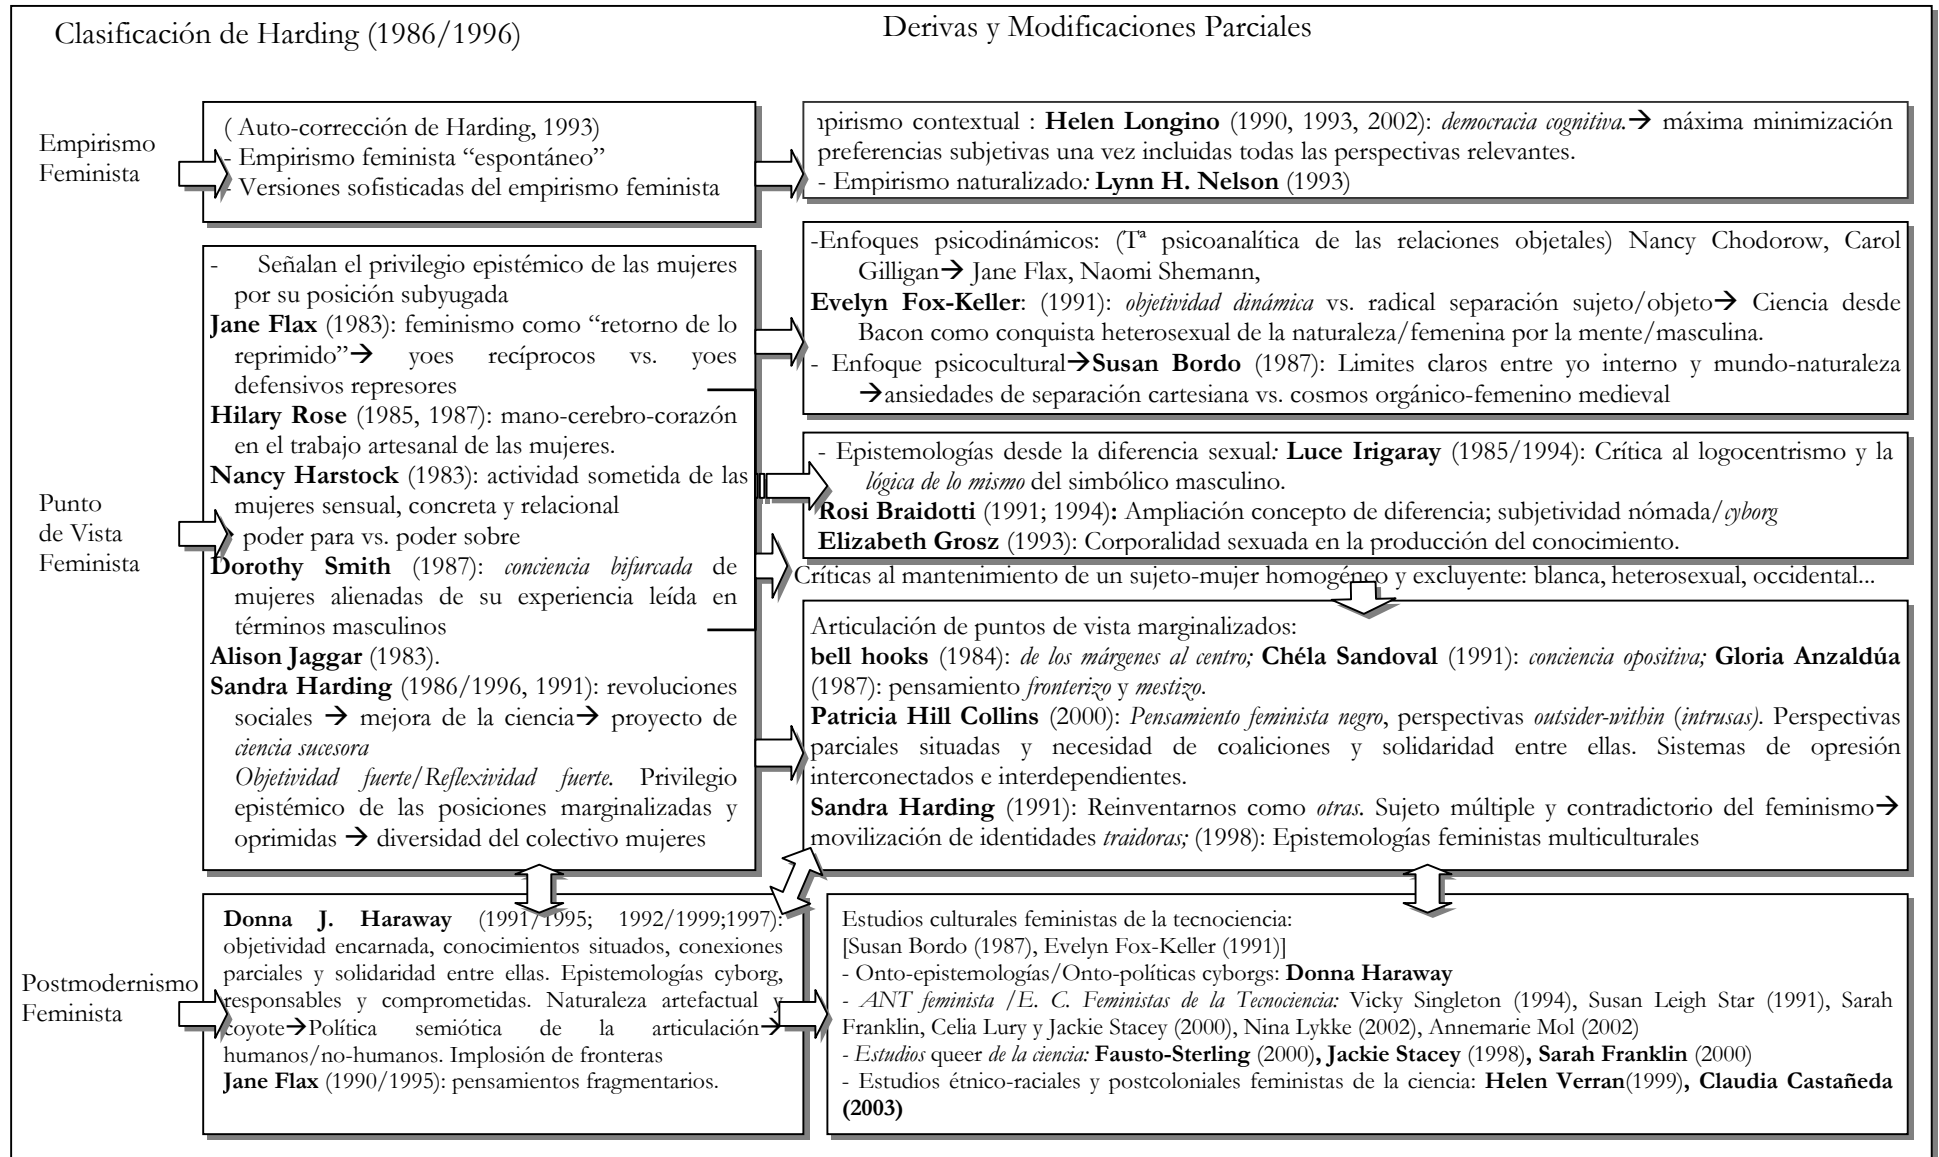 Clasificación de Harding (1986/1996)
Derivas y Modificaciones Parciales
Empirismo
Feminista
( Auto-corrección de Harding, 1993)
- Empirismo feminista “espontáneo”
- Versiones sofisticadas del empirismo feminista
pirismo contextual : Helen Longino (1990, 1993, 2002): democracia cognitiva.→ máxima minimización
preferencias subjetivas una vez incluidas todas las perspectivas relevantes.
- Empirismo naturalizado: Lynn H. Nelson (1993)
Punto
de Vista
Feminista
- Señalan el privilegio epistémico de las mujeres
por su posición subyugada
Jane Flax (1983): feminismo como “retorno de lo
reprimido”→ yoes recíprocos vs. yoes
defensivos represores
Hilary Rose (1985, 1987): mano-cerebro-corazón
en el trabajo artesanal de las mujeres.
Nancy Harstock (1983): actividad sometida de las
mujeres sensual, concreta y relacional
poder para vs. poder sobre
Dorothy Smith (1987): conciencia bifurcada de
mujeres alienadas de su experiencia leída en
términos masculinos
Alison Jaggar (1983).
Sandra Harding (1986/1996, 1991): revoluciones
sociales → mejora de la ciencia→ proyecto de
ciencia sucesora
Objetividad fuerte/Reflexividad fuerte. Privilegio
epistémico de las posiciones marginalizadas y
oprimidas → diversidad del colectivo mujeres
-Enfoques psicodinámicos: (Tª psicoanalítica de las relaciones objetales) Nancy Chodorow, Carol
Gilligan→ Jane Flax, Naomi Shemann,
Evelyn Fox-Keller: (1991): objetividad dinámica vs. radical separación sujeto/objeto→ Ciencia desde
Bacon como conquista heterosexual de la naturaleza/femenina por la mente/masculina.
- Enfoque psicocultural→Susan Bordo (1987): Limites claros entre yo interno y mundo-naturaleza
→ansiedades de separación cartesiana vs. cosmos orgánico-femenino medieval
- Epistemologías desde la diferencia sexual: Luce Irigaray (1985/1994): Crítica al logocentrismo y la
lógica de lo mismo del simbólico masculino.
Rosi Braidotti (1991; 1994): Ampliación concepto de diferencia; subjetividad nómada/cyborg
Elizabeth Grosz (1993): Corporalidad sexuada en la producción del conocimiento.
Críticas al mantenimiento de un sujeto-mujer homogéneo y excluyente: blanca, heterosexual, occidental...
Articulación de puntos de vista marginalizados:
bell hooks (1984): de los márgenes al centro; Chéla Sandoval (1991): conciencia opositiva; Gloria Anzaldúa
(1987): pensamiento fronterizo y mestizo.
Patricia Hill Collins (2000): Pensamiento feminista negro, perspectivas outsider-within (intrusas). Perspectivas
parciales situadas y necesidad de coaliciones y solidaridad entre ellas. Sistemas de opresión
interconectados e interdependientes.
Sandra Harding (1991): Reinventarnos como otras. Sujeto múltiple y contradictorio del feminismo→
movilización de identidades traidoras; (1998): Epistemologías feministas multiculturales
Postmodernismo
Feminista
Donna J. Haraway (1991/1995; 1992/1999;1997):
objetividad encarnada, conocimientos situados, conexiones
parciales y solidaridad entre ellas. Epistemologías cyborg,
responsables y comprometidas. Naturaleza artefactual y
coyote→Política semiótica de la articulación→
humanos/no-humanos. Implosión de fronteras
Jane Flax (1990/1995): pensamientos fragmentarios.
Estudios culturales feministas de la tecnociencia:
[Susan Bordo (1987), Evelyn Fox-Keller (1991)]
- Onto-epistemologías/Onto-políticas cyborgs: Donna Haraway
- ANT feminista /E. C. Feministas de la Tecnociencia: Vicky Singleton (1994), Susan Leigh Star (1991), Sarah
Franklin, Celia Lury y Jackie Stacey (2000), Nina Lykke (2002), Annemarie Mol (2002)
- Estudios queer de la ciencia: Fausto-Sterling (2000), Jackie Stacey (1998), Sarah Franklin (2000)
- Estudios étnico-raciales y postcoloniales feministas de la ciencia: Helen Verran(1999), Claudia Castañeda
(2003)